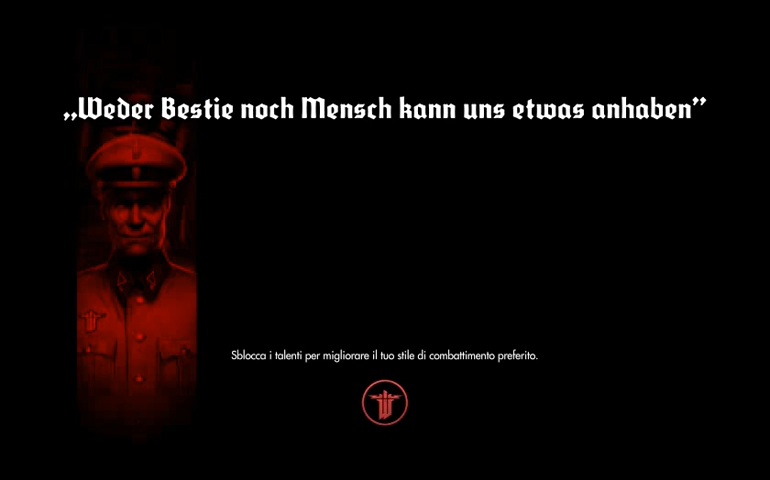 „Weder Bestie noch Mensch kann uns etwas anhaben”
Sblocca i talenti per migliorare il tuo stile di combattimento preferito.